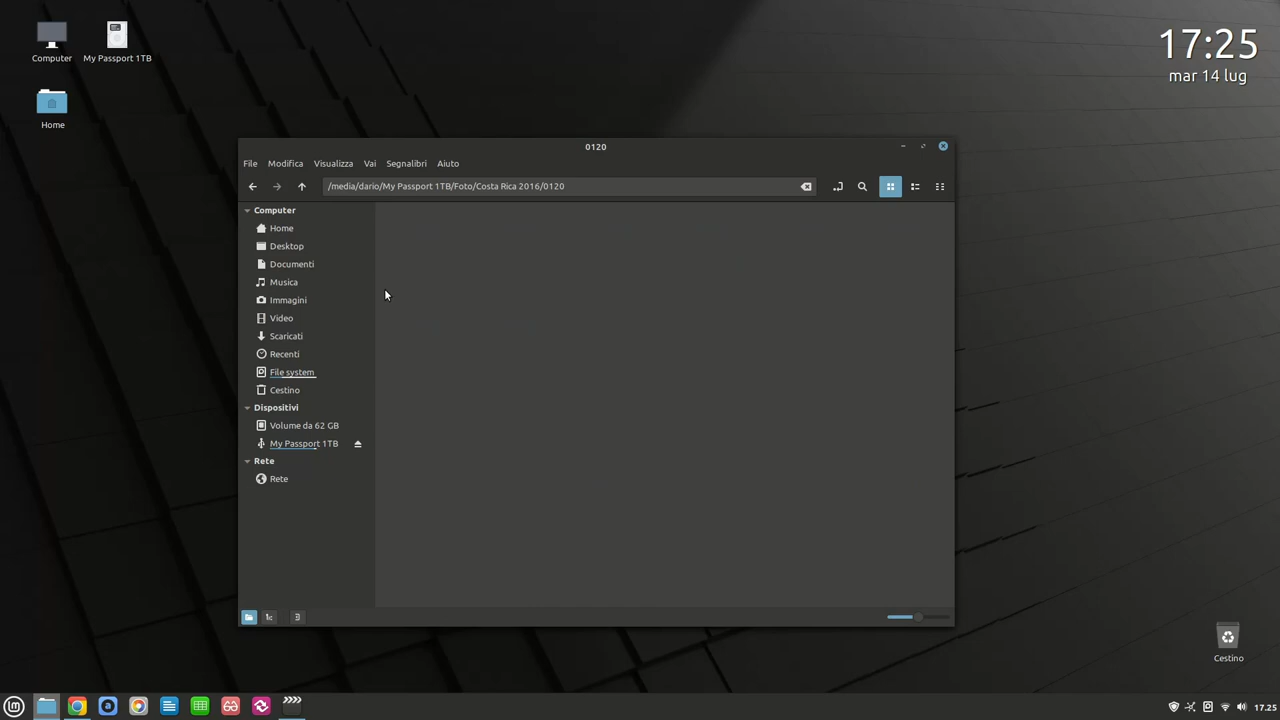 17:25
mar 14 lug
Computer
My Passport 1TB
Home
0120
File Modifica Visualizza Vai Segnalibri Aiuto
/media/dario/My Passport 1TB/Foto/Costa Rica 2016/0120
Computer
Home
Desktop
Documenti
Musica
Immagini
Video
Scaricati
Recenti
File system
Cestino
Dispositivi
Volume da 62 GB
My Passport 1TB
Rete
Rete
Cestino
17.25